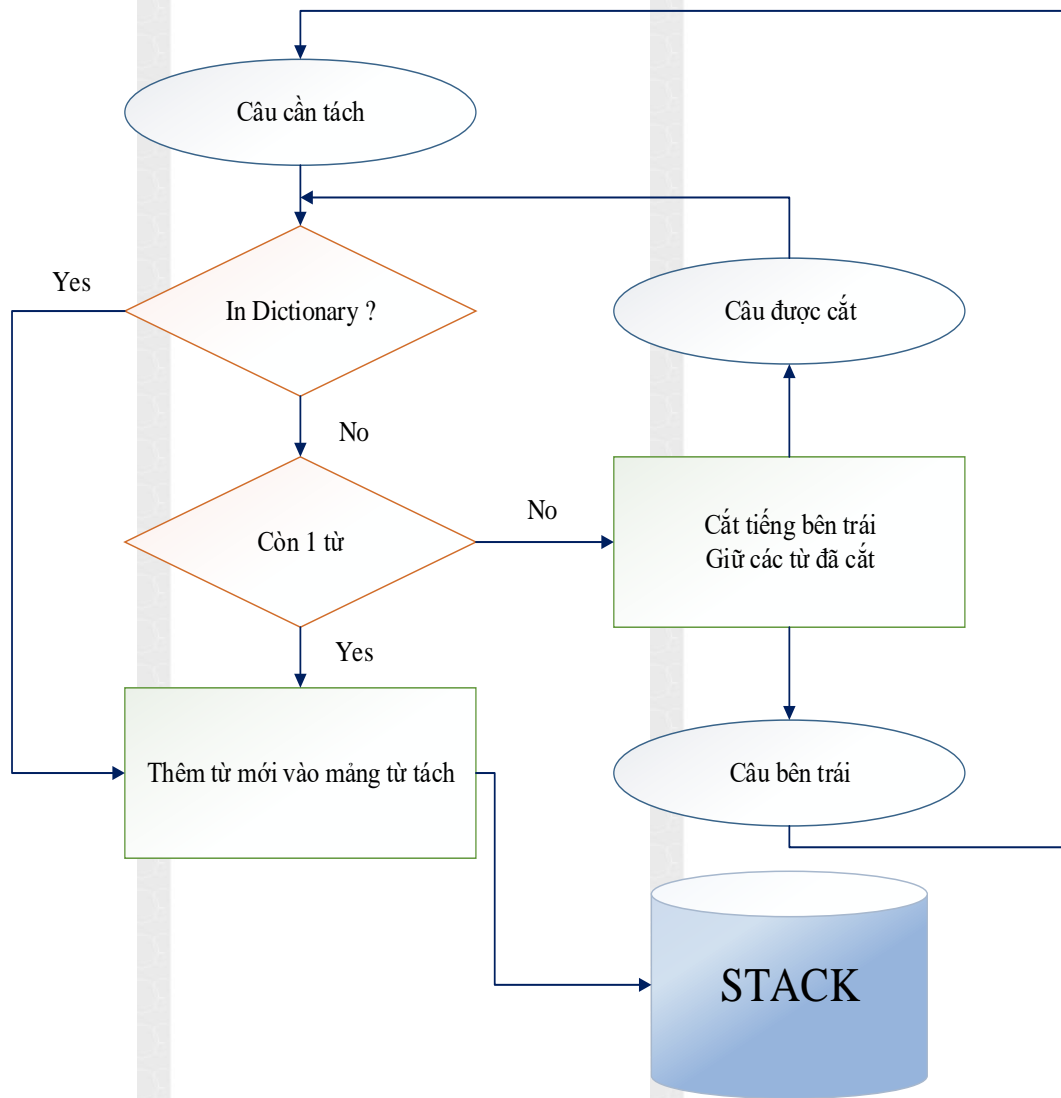 Câu cần tách
Yes
In Dictionary ?
Câu được cắt
No
Còn 1 từ
No
Cắt tiếng bên trái
Giữ các từ đã cắt
Yes
Thêm từ mới vào mảng từ tách
Câu bên trái
STACK